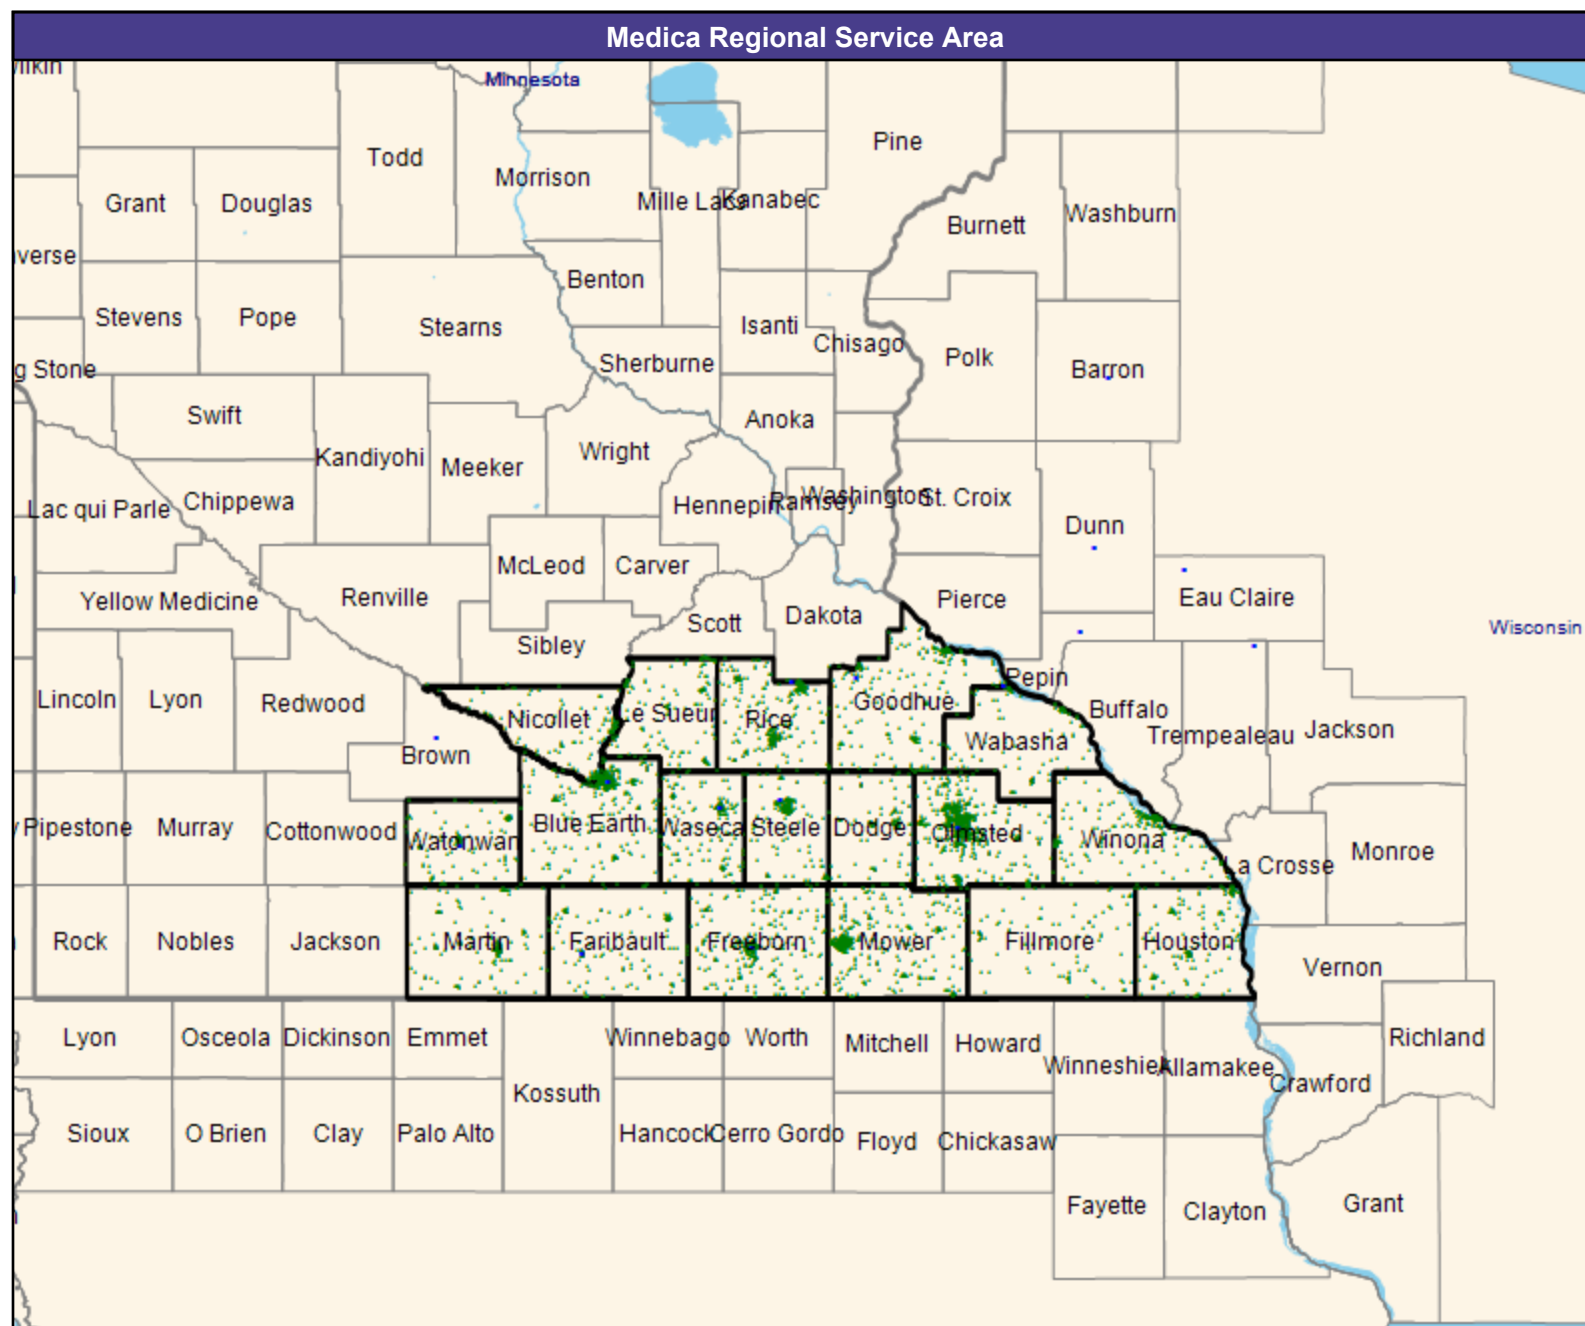 Medica Regional Service Area
Minnesota
Todd
Pine
Morrison
Grant
Douglas
Mille Lacs
Kanabec
Burnett
Washburn
Benton
Stevens
Pope
Stearns
Isanti
Chisago
Polk
Barron
Sherburne
g Stone
Swift
Anoka
Kandiyohi
Meeker
Wright
Lac qui Parle
Chippewa
Hennepin
Ramsey
Washington
St. Croix
Dunn
McLeod
Carver
Yellow Medicine
Renville
Scott
Dakota
Pierce
Eau Claire
Wisconsin
Sibley
Lincoln
Lyon
Redwood
Brown
Nicollet
Le Sueur
Rice
Goodhue
Pepin
Wabasha
Buffalo
Trempealeau
Jackson
Pipestone
Murray
Cottonwood
Watonwan
Blue Earth
Waseca
Steele
Dodge
Olmsted
Winona
La Crosse
Monroe
Rock
Nobles
Jackson
Martin
Faribault
Freeborn
Mower
Fillmore
Houston
Vernon
Lyon
Osceola
Dickinson
Emmet
Kossuth
Winnebago
Worth
Mitchell
Howard
Winneshiek
Allamakee
Crawford
Richland
Sioux
O Brien
Clay
Palo Alto
Hancock
Cerro Gordo
Floyd
Chickasaw
Fayette
Clayton
Grant